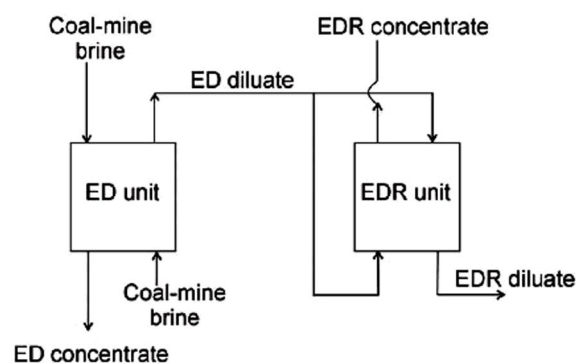 Coal-mine
brine
EDR concentrate
ED diluate
ED unit
EDR unit
Coal-mine
brine
EDR diluate
ED concentrate